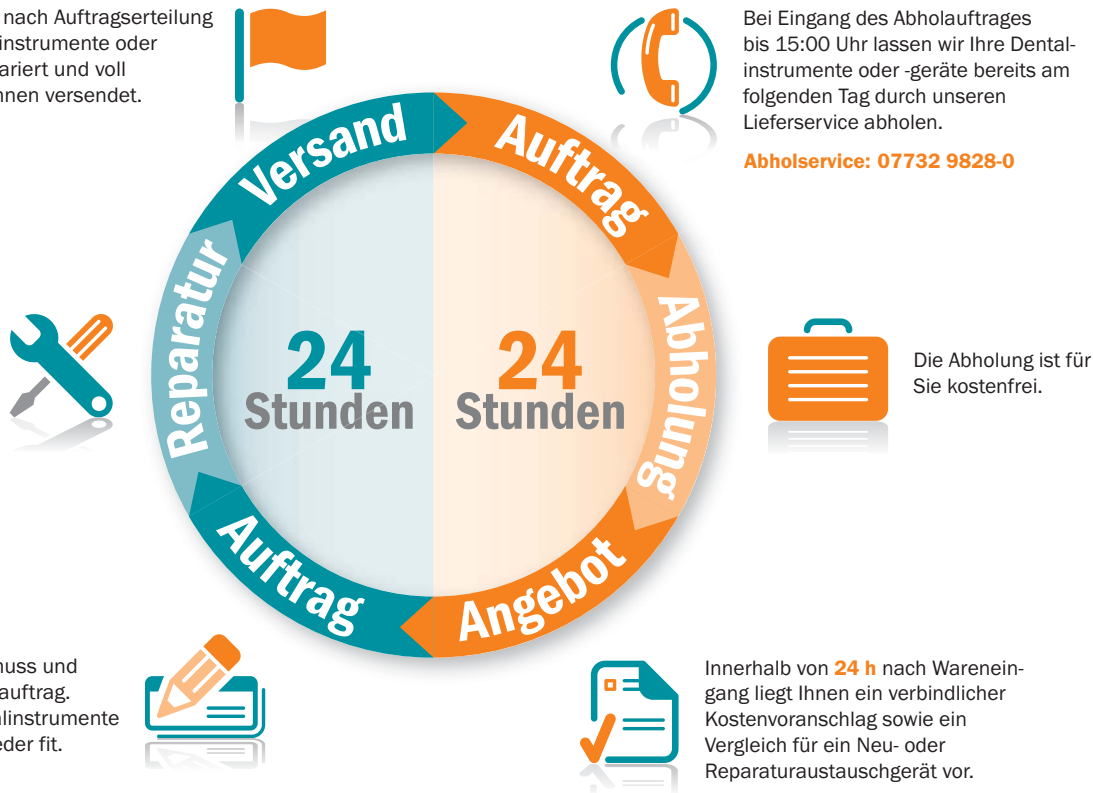 nach Auftragserteilung
instrumente oder
ariert und voll
hnen versendet.
Bei Eingang des Abholauftrages
bis 15:00 Uhr lassen wir Ihre Dental-
instrumente oder -geräte bereits am
folgenden Tag durch unseren
Lieferservice abholen.
Abholservice: 07732 9828-0
Versand
Auftrag
Reparatur
Abholung
24
Stunden
24
Stunden
Die Abholung ist für
Sie kostenfrei.
Auftrag
Angebot
uss und
auftrag.
alinstrumente
eder fit.
Innerhalb von 24 h nach Warenein-
gang liegt Ihnen ein verbindlicher
Kostenvoranschlag sowie ein
Vergleich für ein Neu- oder
Reparaturaustauschgerät vor.